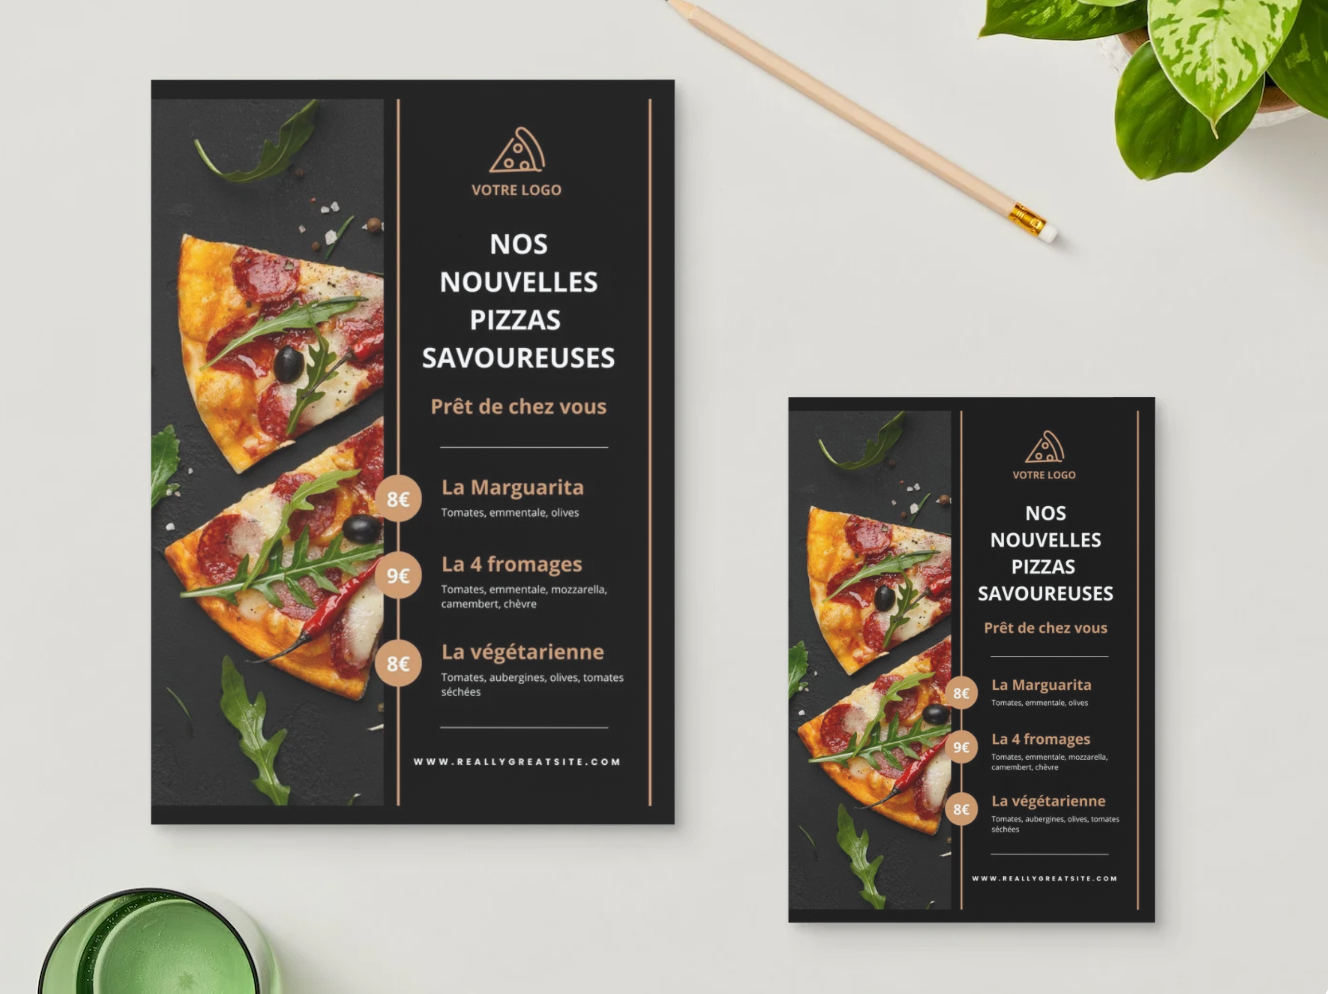 VOTRE LOGO
NOS
NOUVELLES
PIZZAS
SAVOUREUSES
Prêt de chez vous
8€
La Marguarita
Tomates, emmentale, olives
9€
La 4 fromages
Tomates, emmentale, mozzarella,
camembert, chèvre
8€
La végétarienne
Tomates, aubergines, olives, tomates
séchées
WWW.REALLYGREATSITE.COM
VOTRE LOGO
NOS
NOUVELLES
PIZZAS
SAVOUREUSES
Prêt de chez vous
8€
La Marguarita
Tomates, emmentale, olives
9€
La 4 fromages
Tomates, emmentale, mozzarella,
camembert, chèvre
8€
La végétarienne
Tomates, aubergines, olives, tomates
séchées
WWW.REALLYGREATSITE.COM